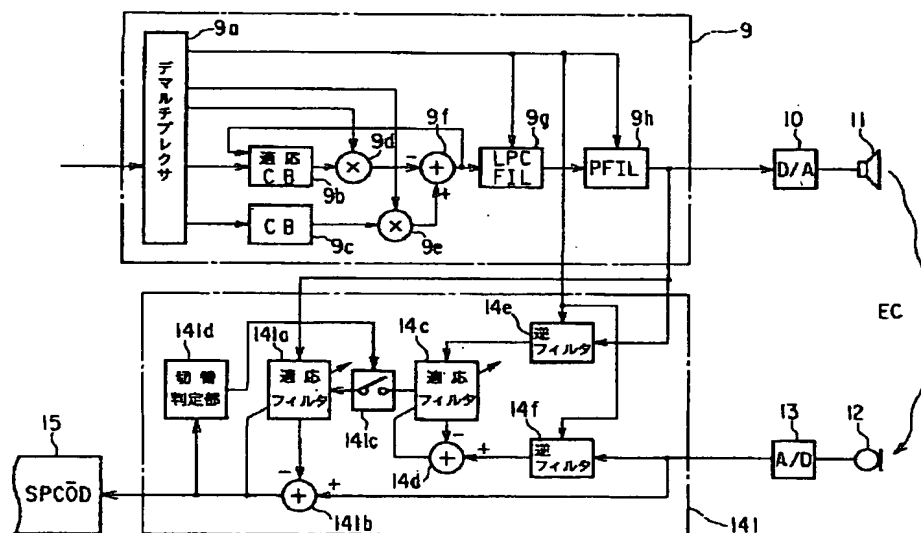 9a
9
デマルチプレクサ
9f
9g
9h
10
11
適応
CB
9b
×
9d
-
+
LPC
FIL
PFIL
D/A
+
CB
9c
×
9e
EC
141d
141a
14c
14e
逆
フィルタ
切替
判定部
適応
フィルタ
141c
適応
フィルタ
14f
逆
フィルタ
15
-
+
+
14d
13
A/D
12
SPCŌD
-
+
+
141b
141